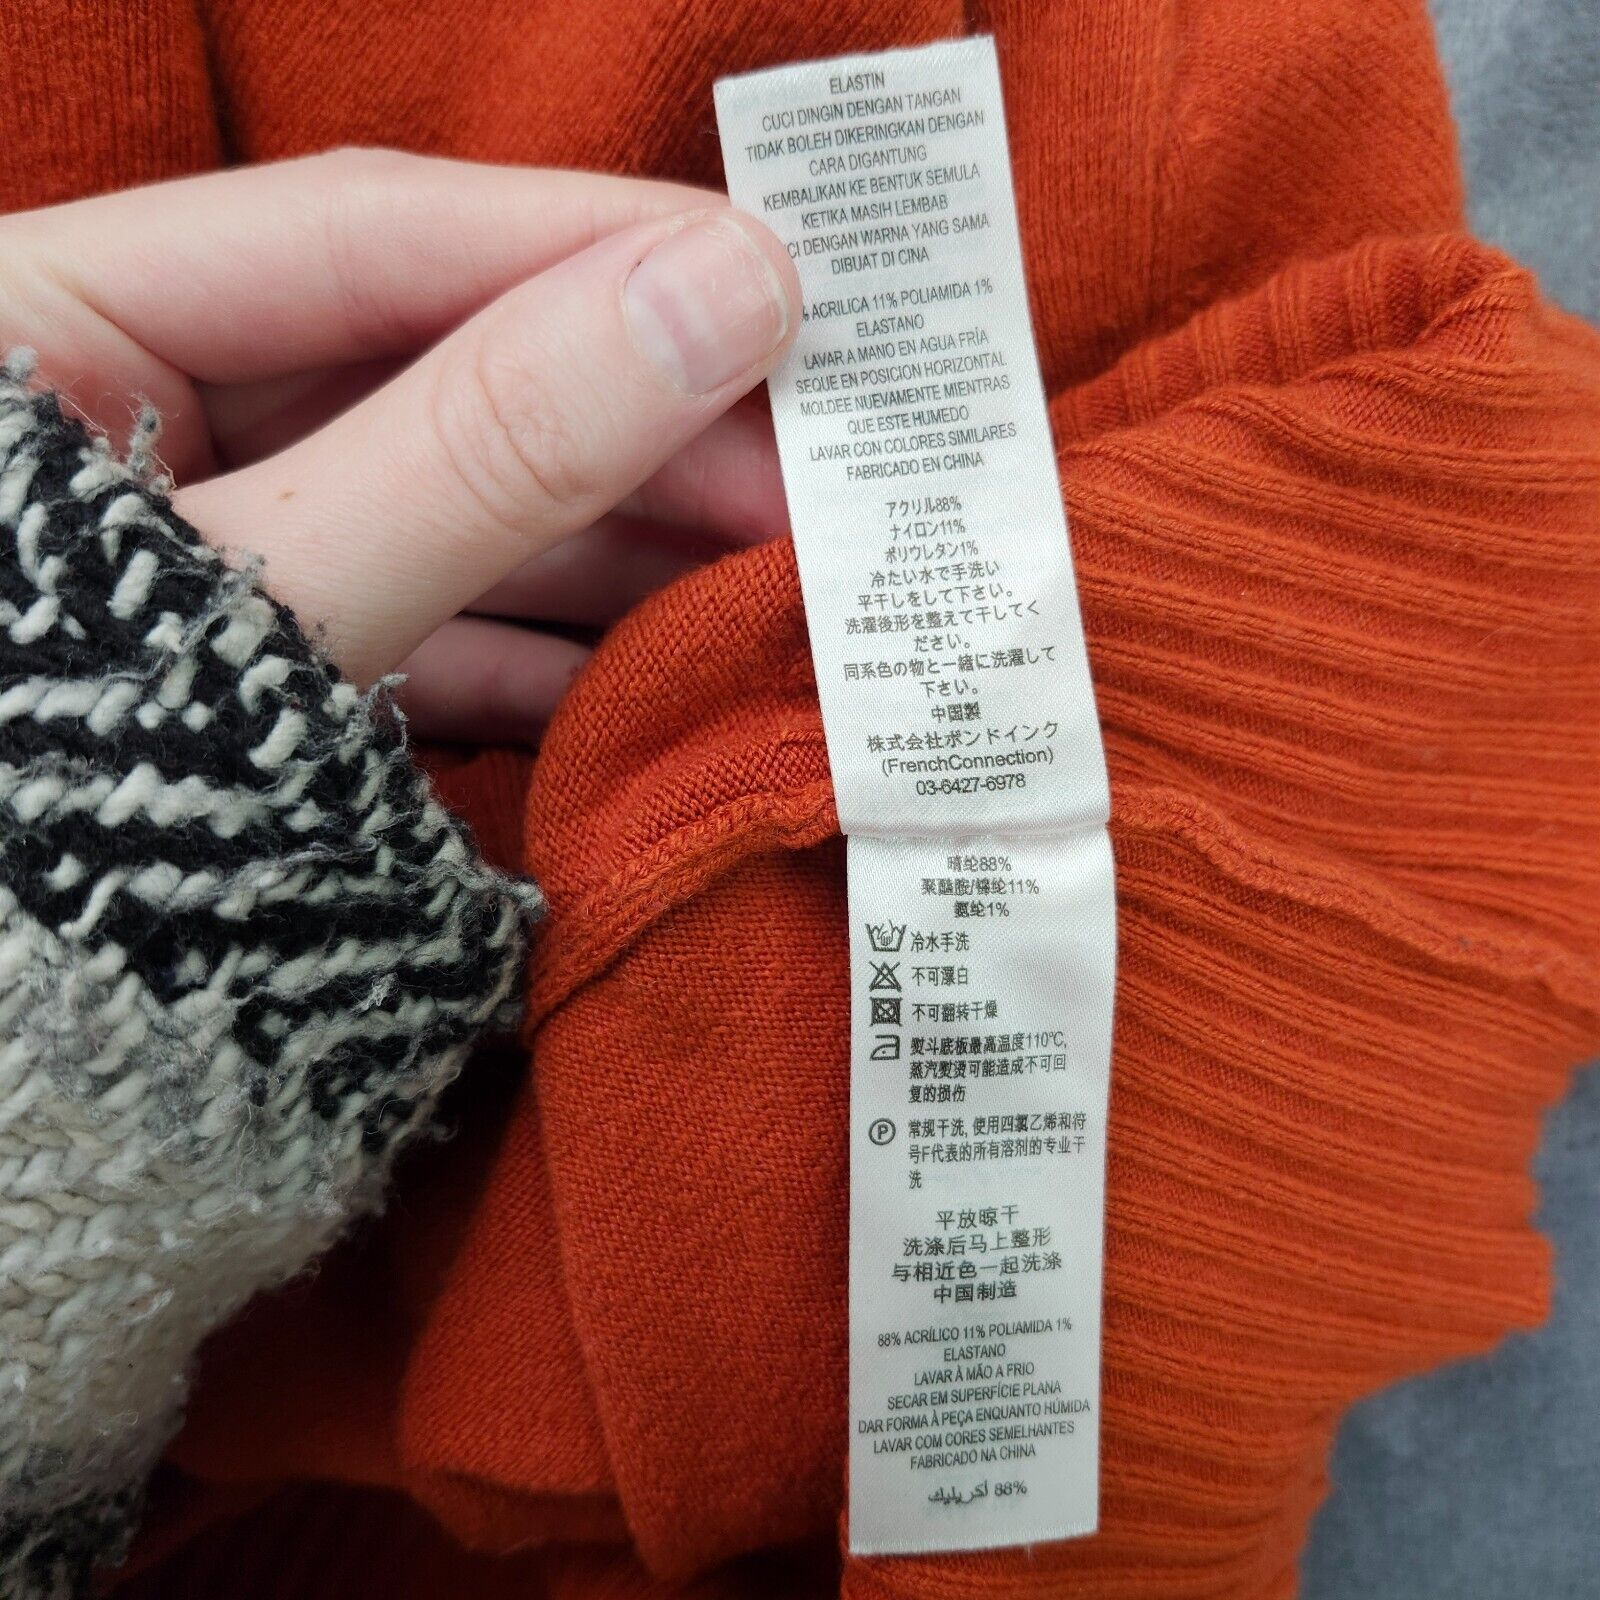 ELASTIN
CUCI DINGIN DENGAN TANGAN
TIDAK BOLEH DIKERINGKAN DENGAN
CARA DIGANTUNG
KEMBALIKAN KE BENTUK SEMULA
KETIKA MASIH LEMBAB
CI DENGAN WARNA YANG SAMA
DIBUAT DI CINA
% ACRILICA 11% POLIAMIDA 1%
ELASTANO
LAVAR A MANO EN AGUA FRÍA
SEQUE EN POSICION HORIZONTAL
MOLDEE NUEVAMENTE MIENTRAS
QUE ESTE HUMEDO
LAVAR CON COLORES SIMILARES
FABRICADO EN CHINA
アクリル88%
ナイロン11%
ポリウレタン1%
冷たい水で手洗い
平干しをして下さい。
洗濯後形を整えて干してく
ださい。
同系色の物と一緒に洗濯して
下さい。
中国製
株式会社ボンドインク
(FrenchConnection)
03-6427-6978
晴纶88%
聚醯胺/锦纶11%
氨纶1%
冷水手洗
不可漂白
不可翻转干燥
熨斗底板最高温度110℃,
蒸汽熨烫可能造成不可回
复的损伤
P 常规干洗, 使用四氯乙烯和符
号F代表的所有溶剂的专业干
洗
平放晾干
洗涤后马上整形
与相近色一起洗涤
中国制造
88% ACRÍLICO 11% POLIAMIDA 1%
ELASTANO
LAVAR À MÃO A FRIO
SECAR EM SUPERFÍCIE PLANA
DAR FORMA À PEÇA ENQUANTO HÚMIDA
LAVAR COM CORES SEMELHANTES
FABRICADO NA CHINA
88% أكريليك